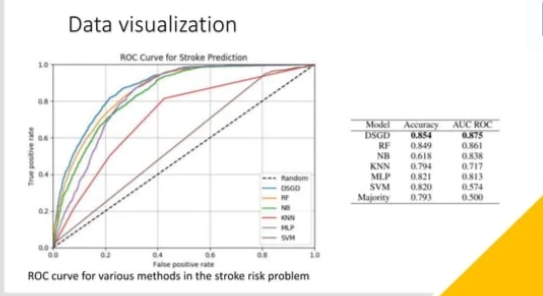 Data visualization
ROC Curve for Stroke Prediction
True positive rate
1.0
0.8
0.6
0.4
0.2
0.0
0.0 0.2 0.4 0.6 0.8 1.0
False positive rate
Random
DSGD
RF
NB
KNN
MLP
SVM
ROC curve for various methods in the stroke risk problem
Model Accuracy AUC ROC
DSGD 0.854 0.875
RF 0.849 0.861
NB 0.618 0.838
KNN 0.794 0.717
MLP 0.821 0.813
SVM 0.820 0.574
Majority 0.793 0.500